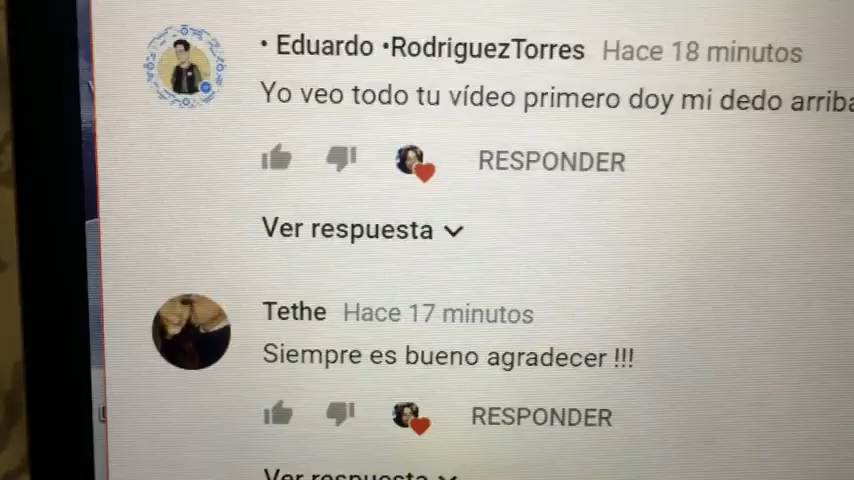 • Eduardo •RodriguezTorres Hace 18 minutos
Yo veo todo tu vídeo primero doy mi dedo arriba
RESPONDER
Ver respuesta
Tethe Hace 17 minutos
Siempre es bueno agradecer !!!
RESPONDER
Ver respuesta